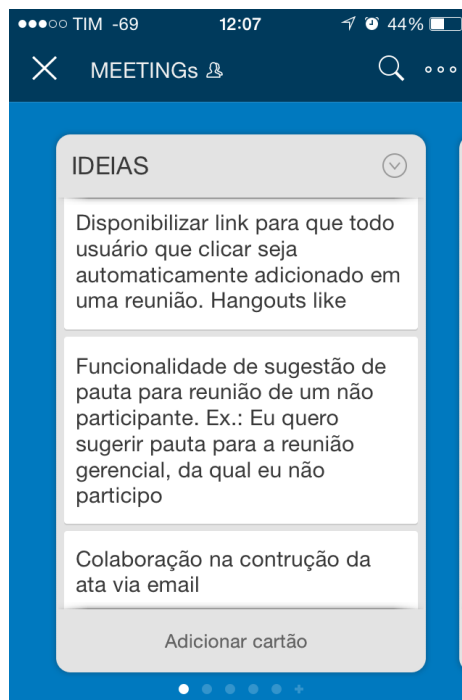 TIM -69 12:07 44%
MEETINGs
IDEIAS
Disponibilizar link para que todo
usuário que clicar seja
automaticamente adicionado em
uma reunião. Hangouts like
Funcionalidade de sugestão de
pauta para reunião de um não
participante. Ex.: Eu quero
sugerir pauta para a reunião
gerencial, da qual eu não
participo
Colaboração na contrução da
ata via email
Adicionar cartão